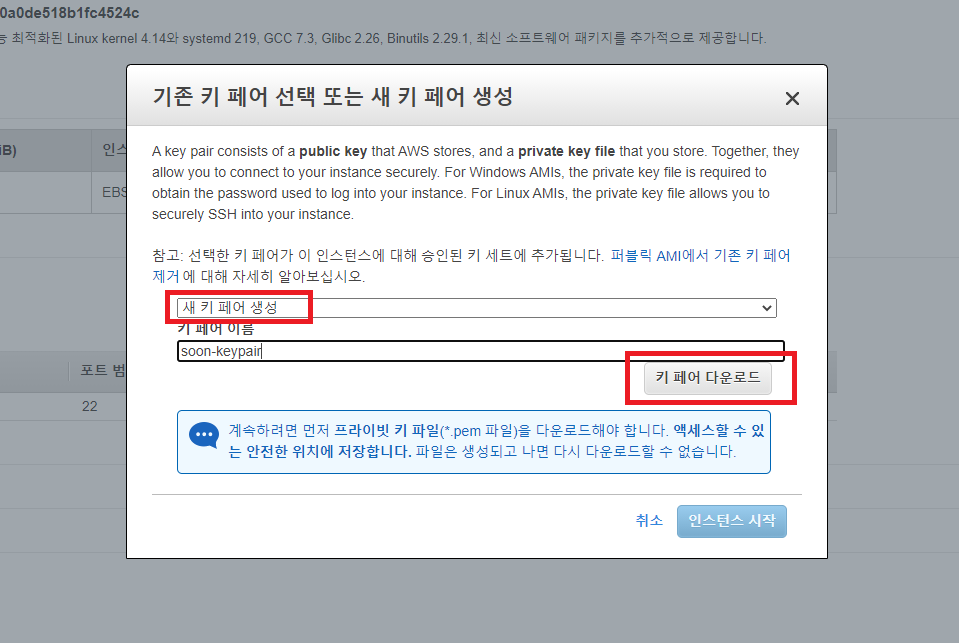 0a0de518b1fc4524c
능 최적화된 Linux kernel 4.14와 systemd 219, GCC 7.3, Glibc 2.26, Binutils 2.29.1, 최신 소프트웨어 패키지를 추가적으로 제공합니다.
기존 키 페어 선택 또는 새 키 페어 생성
iB)
인스
EBS
A key pair consists of a public key that AWS stores, and a private key file that you store. Together, they
allow you to connect to your instance securely. For Windows AMIs, the private key file is required to
obtain the password used to log into your instance. For Linux AMIs, the private key file allows you to
securely SSH into your instance.
참고: 선택한 키 페어가 이 인스턴스에 대해 승인된 키 세트에 추가됩니다. 퍼블릭 AMI에서 기존 키 페어
제거에 대해 자세히 알아보십시오.
새 키 페어 생성
키 페어 이름
soon-keypair
포트 범
키 페어 다운로드
22
계속하려면 먼저 프라이빗 키 파일(*.pem 파일)을 다운로드해야 합니다. 액세스할 수 있
는 안전한 위치에 저장합니다. 파일은 생성되고 나면 다시 다운로드할 수 없습니다.
취소
인스턴스 시작